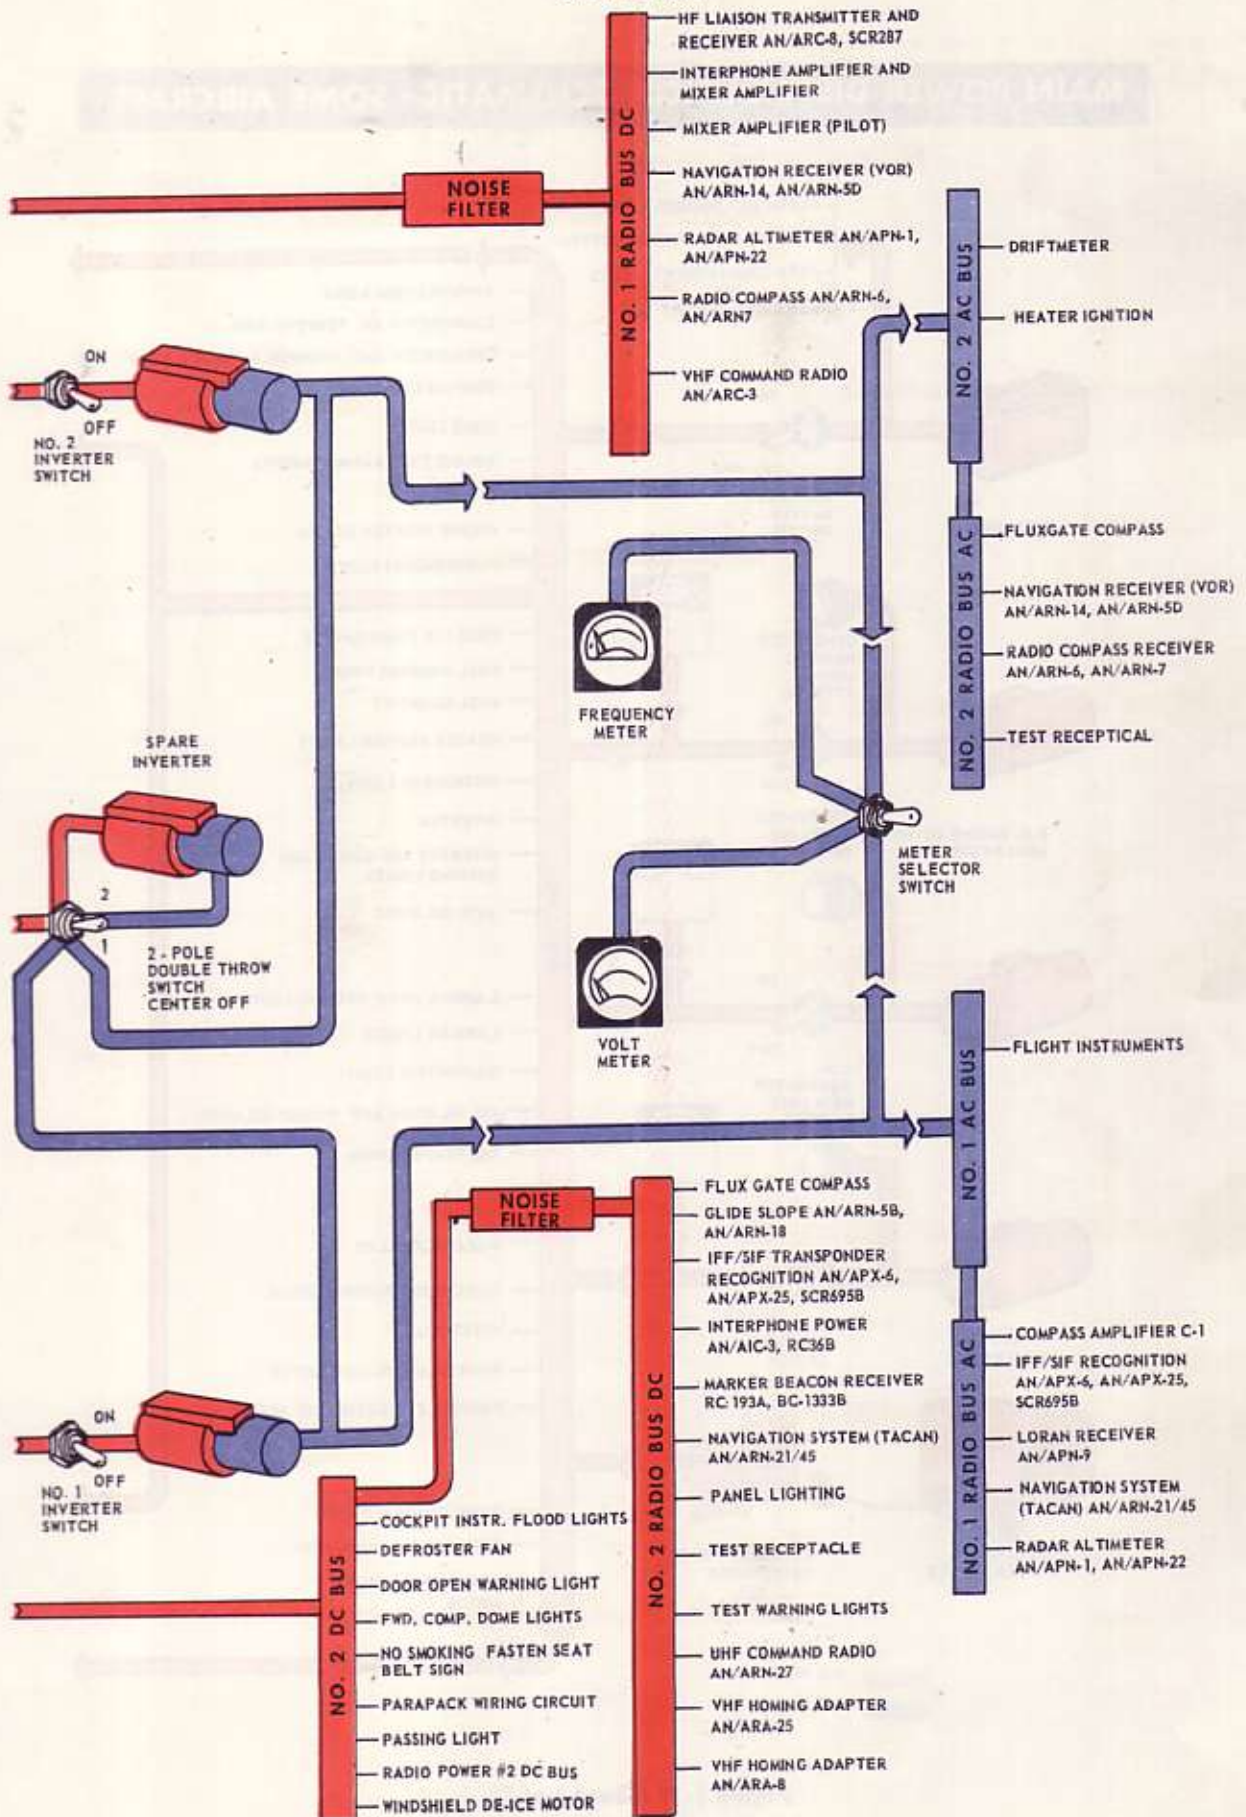 HF LIAISON TRANSMITTER AND
RECEIVER AN/ARC-8, SCR287
INTERPHONE AMPLIFIER AND
MIXER AMPLIFIER
MIXER AMPLIFIER (PILOT)
NAVIGATION RECEIVER (VOR)
AN/ARN-14, AN/ARN-5D
RADAR ALTIMETER AN/APN-1,
AN/APN-22
RADIO COMPASS AN/ARN-6,
AN/ARN7
VHF COMMAND RADIO
AN/ARC-3
NO. 1 RADIO BUS DC
NOISE
FILTER
ON
OFF
NO. 2
INVERTER
SWITCH
NO. 2 AC BUS
DRIFTMETER
HEATER IGNITION
NO. 2 RADIO BUS AC
FLUXGATE COMPASS
NAVIGATION RECEIVER (VOR)
AN/ARN-14, AN/ARN-5D
RADIO COMPASS RECEIVER
AN/ARN-6, AN/ARN-7
TEST RECEPTICAL
FREQUENCY
METER
SPARE
INVERTER
2
1
2 - POLE
DOUBLE THROW
SWITCH
CENTER OFF
METER
SELECTOR
SWITCH
VOLT
METER
NO. 1 AC BUS
FLIGHT INSTRUMENTS
NOISE
FILTER
NO. 2 RADIO BUS DC
FLUX GATE COMPASS
GLIDE SLOPE AN/ARN-5B,
AN/ARN-18
IFF/SIF TRANSPONDER
RECOGNITION AN/APX-6,
AN/APX-25, SCR695B
INTERPHONE POWER
AN/AIC-3, RC36B
MARKER BEACON RECEIVER
RC-193A, BC-1333B
NAVIGATION SYSTEM (TACAN)
AN/ARN-21/45
PANEL LIGHTING
TEST RECEPTACLE
TEST WARNING LIGHTS
UHF COMMAND RADIO
AN/ARN-27
VHF HOMING ADAPTER
AN/ARA-25
VHF HOMING ADAPTER
AN/ARA-8
NO. 1 RADIO BUS AC
COMPASS AMPLIFIER C-1
IFF/SIF RECOGNITION
AN/APX-6, AN/APX-25,
SCR695B
LORAN RECEIVER
AN/APN-9
NAVIGATION SYSTEM
(TACAN) AN/ARN-21/45
RADAR ALTIMETER
AN/APN-1, AN/APN-22
ON
OFF
NO. 1
INVERTER
SWITCH
NO. 2 DC BUS
COCKPIT INSTR. FLOOD LIGHTS
DEFROSTER FAN
DOOR OPEN WARNING LIGHT
FWD. COMP. DOME LIGHTS
NO SMOKING FASTEN SEAT
BELT SIGN
PARAPACK WIRING CIRCUIT
PASSING LIGHT
RADIO POWER #2 DC BUS
WINDSHIELD DE-ICE MOTOR